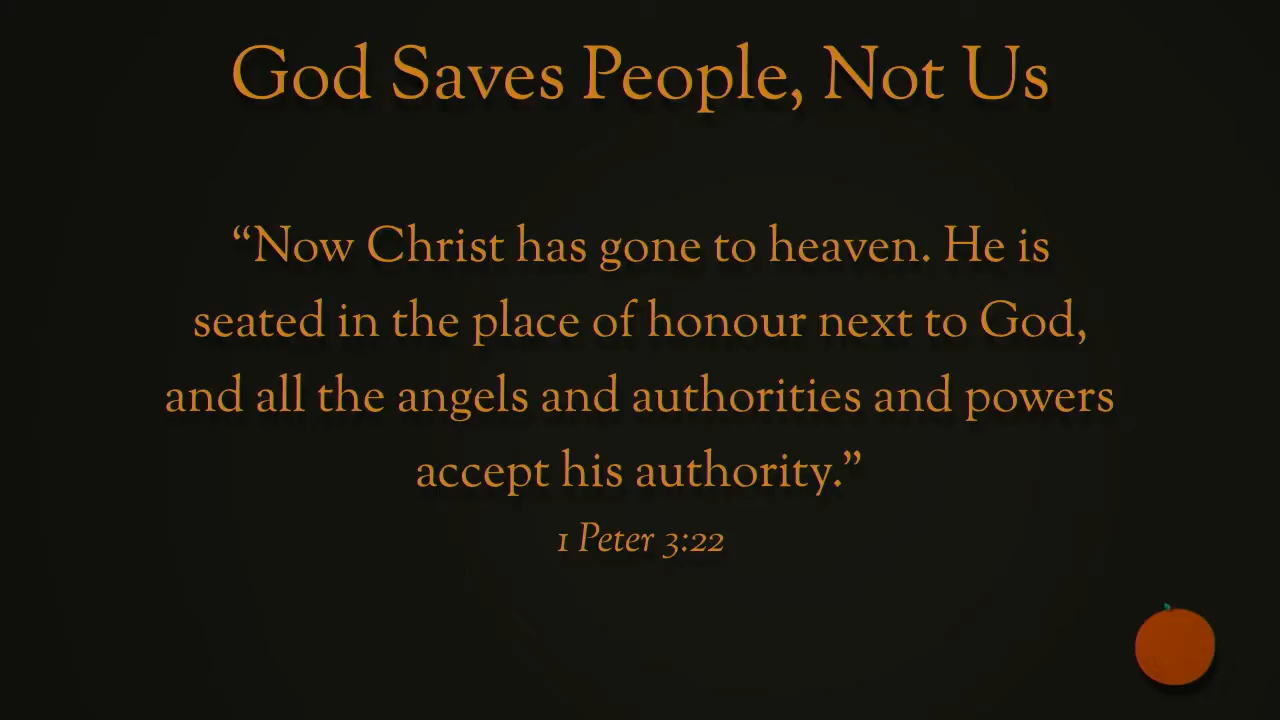 God Saves People, Not Us
“Now Christ has gone to heaven. He is
seated in the place of honour next to God,
and all the angels and authorities and powers
accept his authority.”
1 Peter 3:22